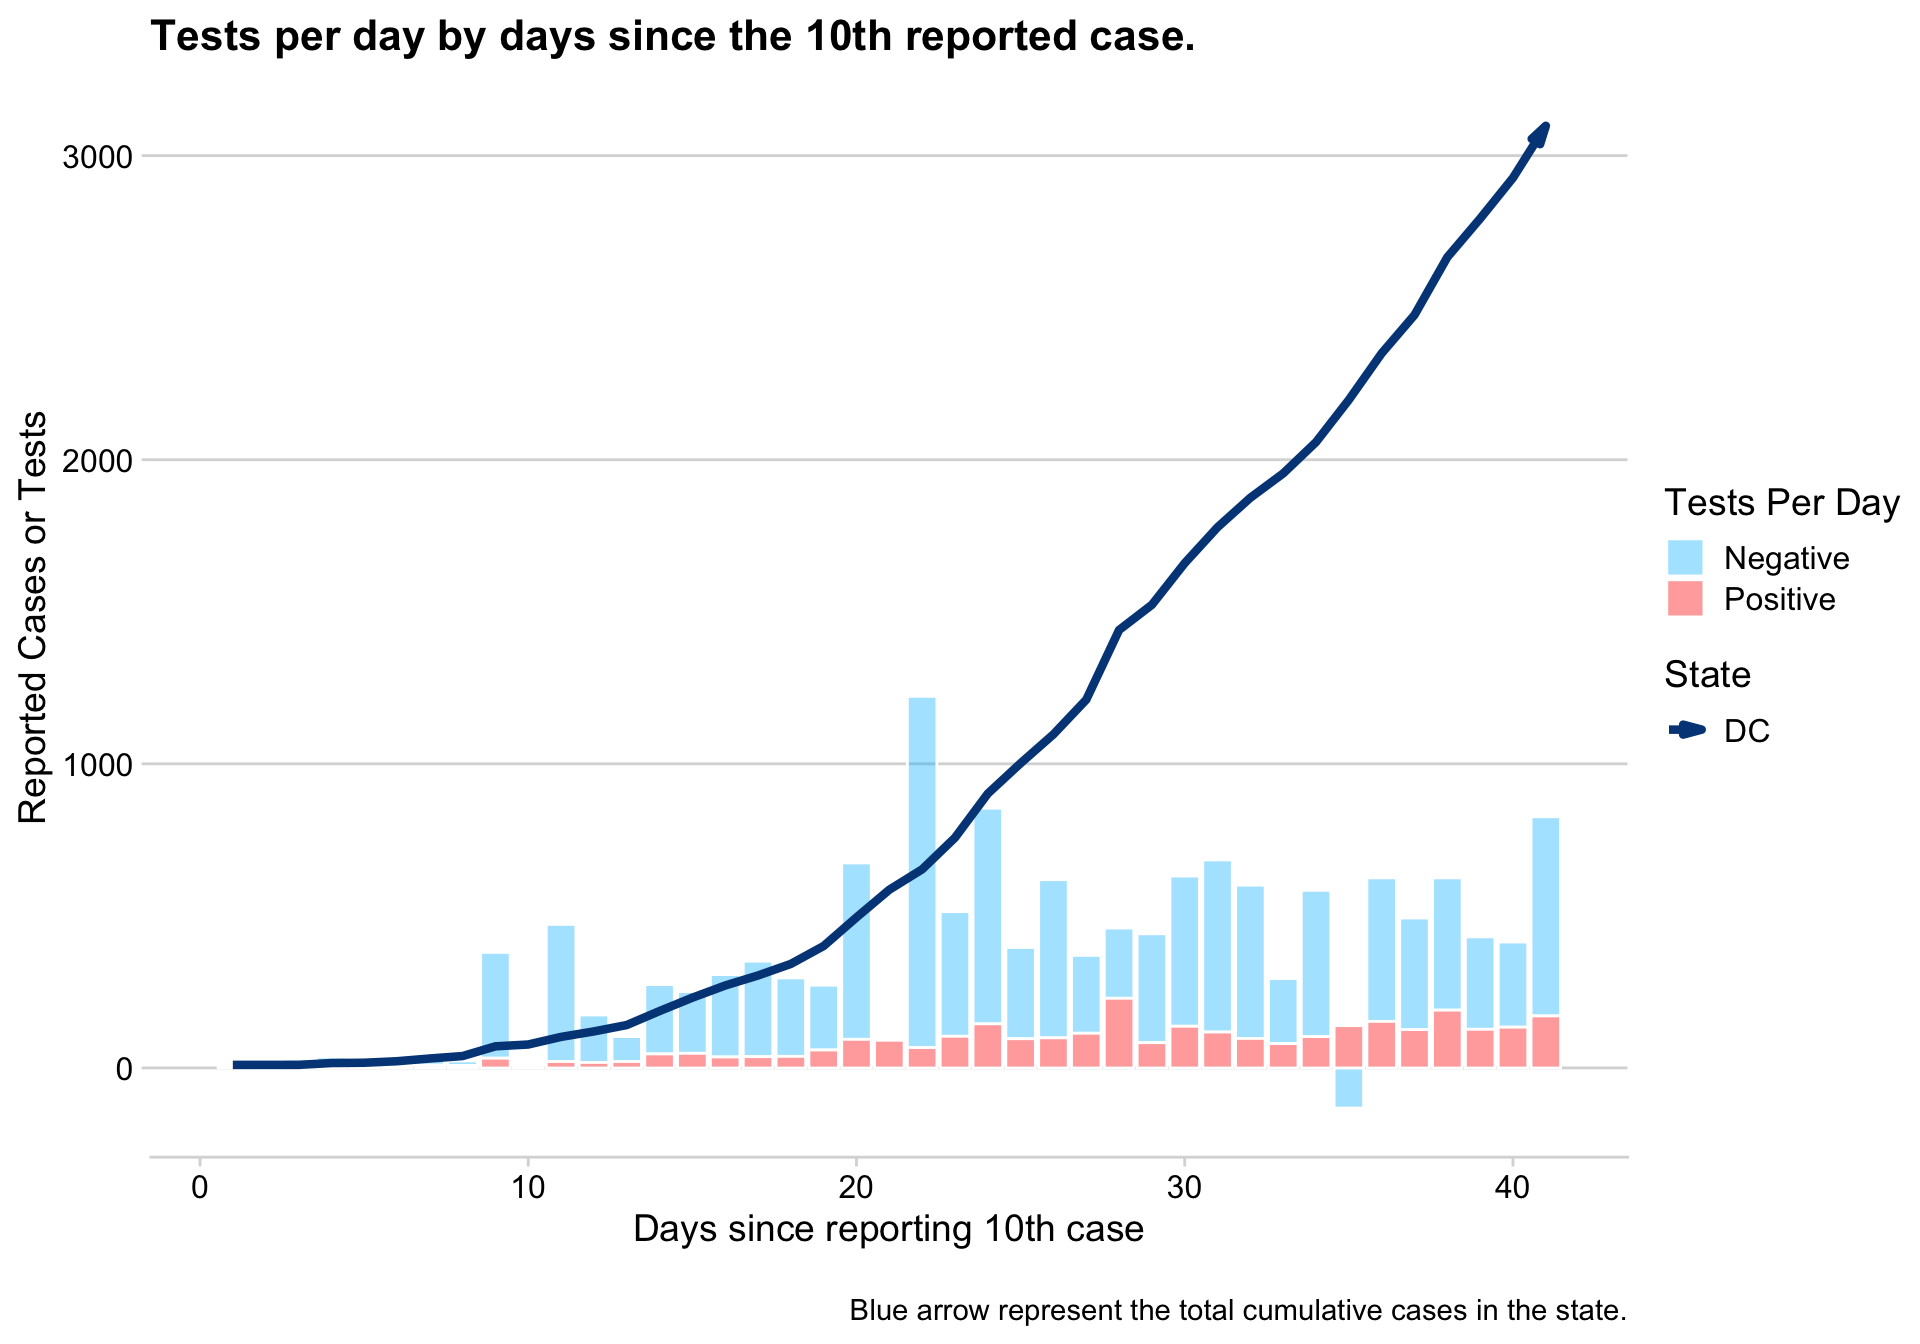 Tests per day by days since the 10th reported case.
Reported Cases or Tests
3000
2000
1000
0
0 10 20 30 40
Days since reporting 10th case
Tests Per Day
Negative
Positive
State
DC
Blue arrow represent the total cumulative cases in the state.